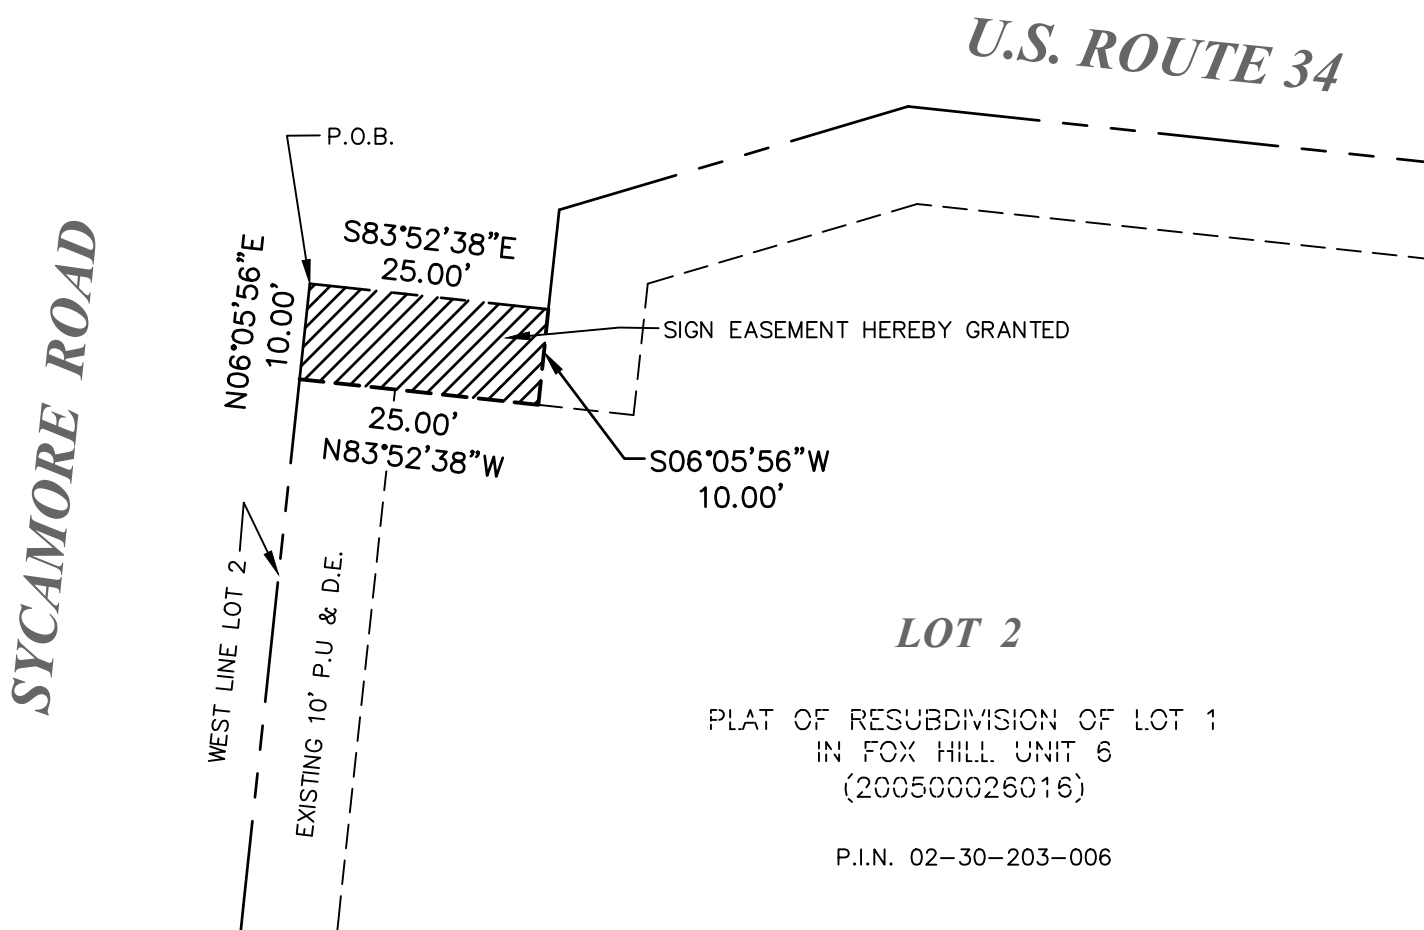 U.S. ROUTE 34
P.O.B.
S83°52'38"E
25.00'
N06°05'56"E
10.00'
SIGN EASEMENT HEREBY GRANTED
25.00'
N83°52'38"W
S06°05'56"W
10.00'
SYCAMORE ROAD
WEST LINE LOT 2
EXISTING 10' P.U & D.E.
LOT 2
PLAT OF RESUBDIVISION OF LOT 1
IN FOX HILL UNIT 6
(200500026016)
P.I.N. 02-30-203-006